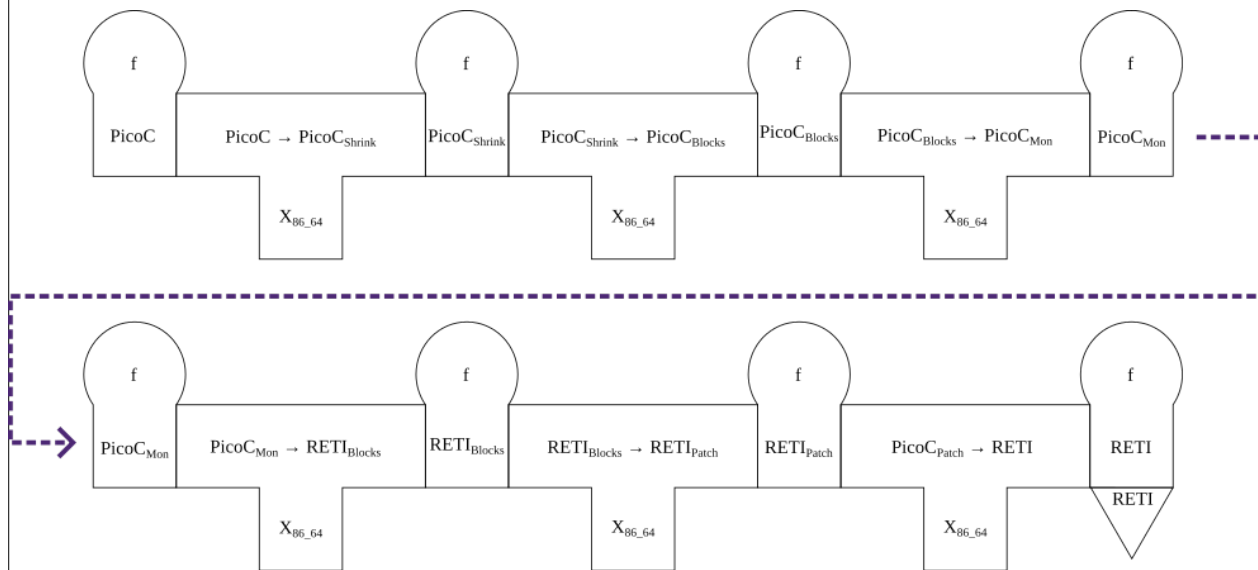 f
f
f
f
PicoC
PicoC → PicoC_Shrink
PicoC_Shrink
PicoC_Shrink → PicoC_Blocks
PicoC_Blocks
PicoC_Blocks → PicoC_Mon
PicoC_Mon
X_86_64
X_86_64
X_86_64
f
f
f
f
PicoC_Mon
PicoC_Mon → RETI_Blocks
RETI_Blocks
RETI_Blocks → RETI_Patch
RETI_Patch
PicoC_Patch → RETI
RETI
RETI
X_86_64
X_86_64
X_86_64